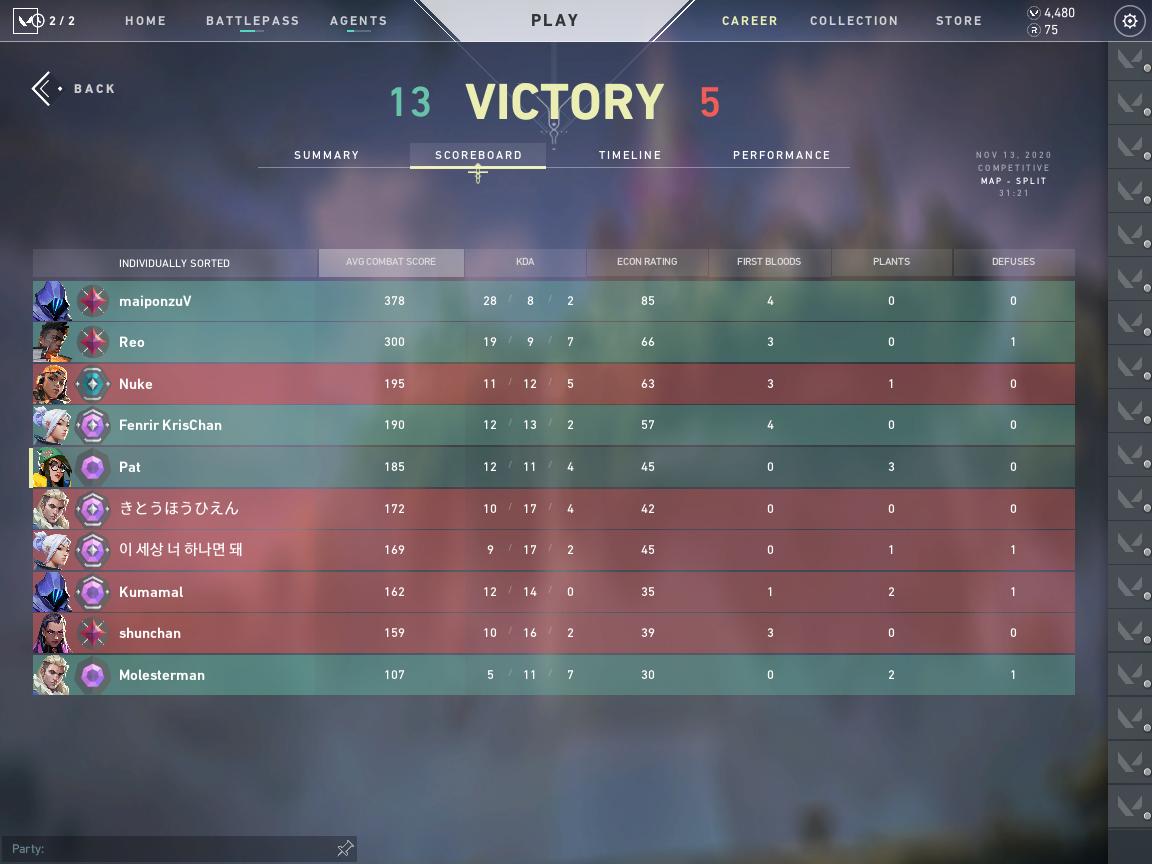 2 / 2 HOME BATTLEPASS AGENTS PLAY CAREER COLLECTION STORE 4,480
R 75
BACK
13 VICTORY 5
SUMMARY SCOREBOARD TIMELINE PERFORMANCE
NOV 13, 2020
COMPETITIVE
MAP - SPLIT
31:21
INDIVIDUALLY SORTED AVG COMBAT SCORE KDA ECON RATING FIRST BLOODS PLANTS DEFUSES
maiponzuV 378 28 / 8 / 2 85 4 0 0
Reo 300 19 / 9 / 7 66 3 0 1
Nuke 195 11 / 12 / 5 63 3 1 0
Fenrir KrisChan 190 12 / 13 / 2 57 4 0 0
Pat 185 12 / 11 / 4 45 0 3 0
きとうほうひえん 172 10 / 17 / 4 42 0 0 0
이 세상 너 하나면 돼 169 9 / 17 / 2 45 0 1 1
Kumamal 162 12 / 14 / 0 35 1 2 1
shunchan 159 10 / 16 / 2 39 3 0 0
Molesterman 107 5 / 11 / 7 30 0 2 1
Party: